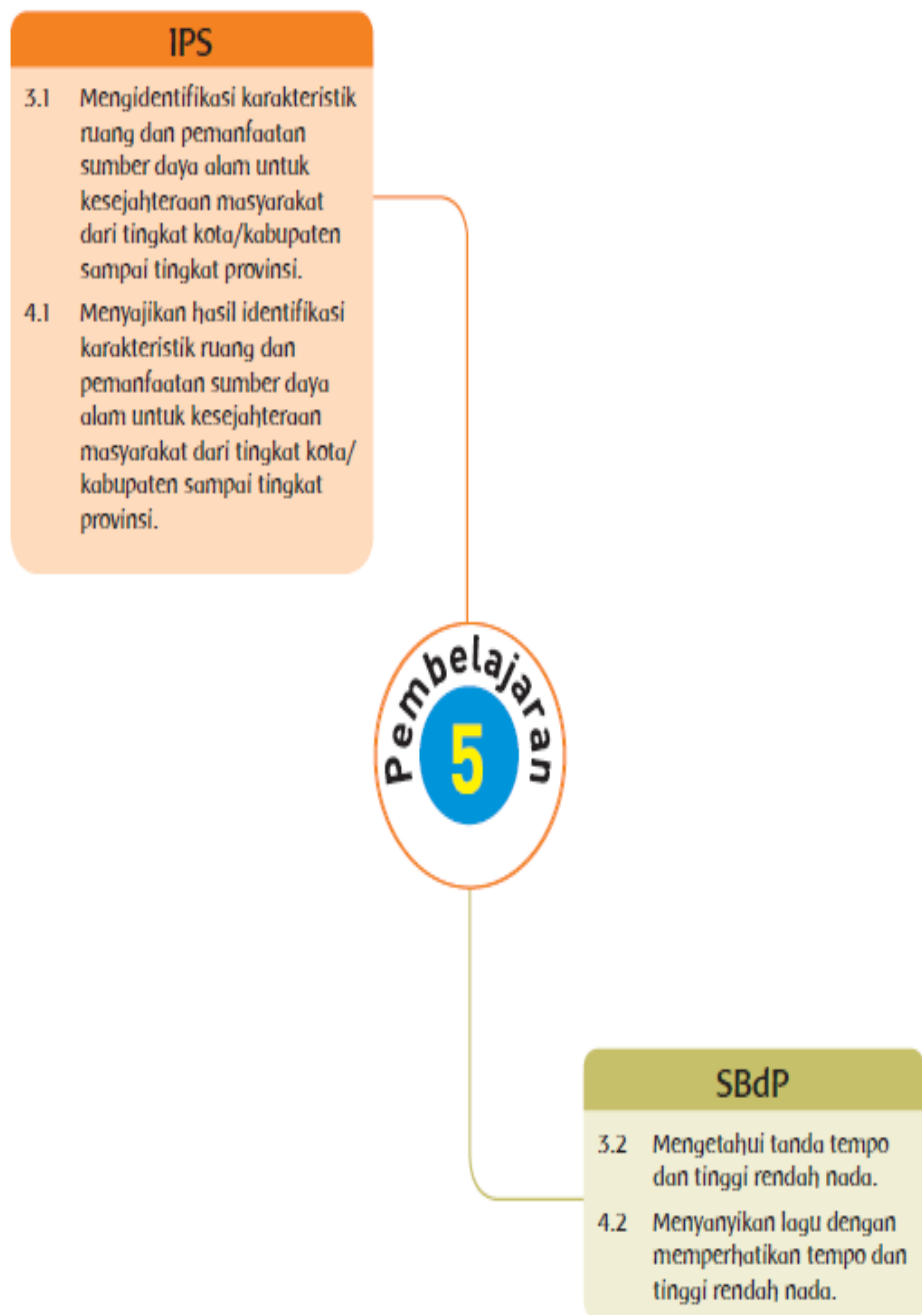 IPS
3.1 Mengidentifikasi karakteristik
ruang dan pemanfaatan
sumber daya alam untuk
kesejahteraan masyarakat
dari tingkat kota/kabupaten
sampai tingkat provinsi.
4.1 Menyajikan hasil identifikasi
karakteristik ruang dan
pemanfaatan sumber daya
alam untuk kesejahteraan
masyarakat dari tingkat kota/
kabupaten sampai tingkat
provinsi.
Pembelajaran
5
SBdP
3.2 Mengetahui tanda tempo
dan tinggi rendah nada.
4.2 Menyanyikan lagu dengan
memperhatikan tempo dan
tinggi rendah nada.